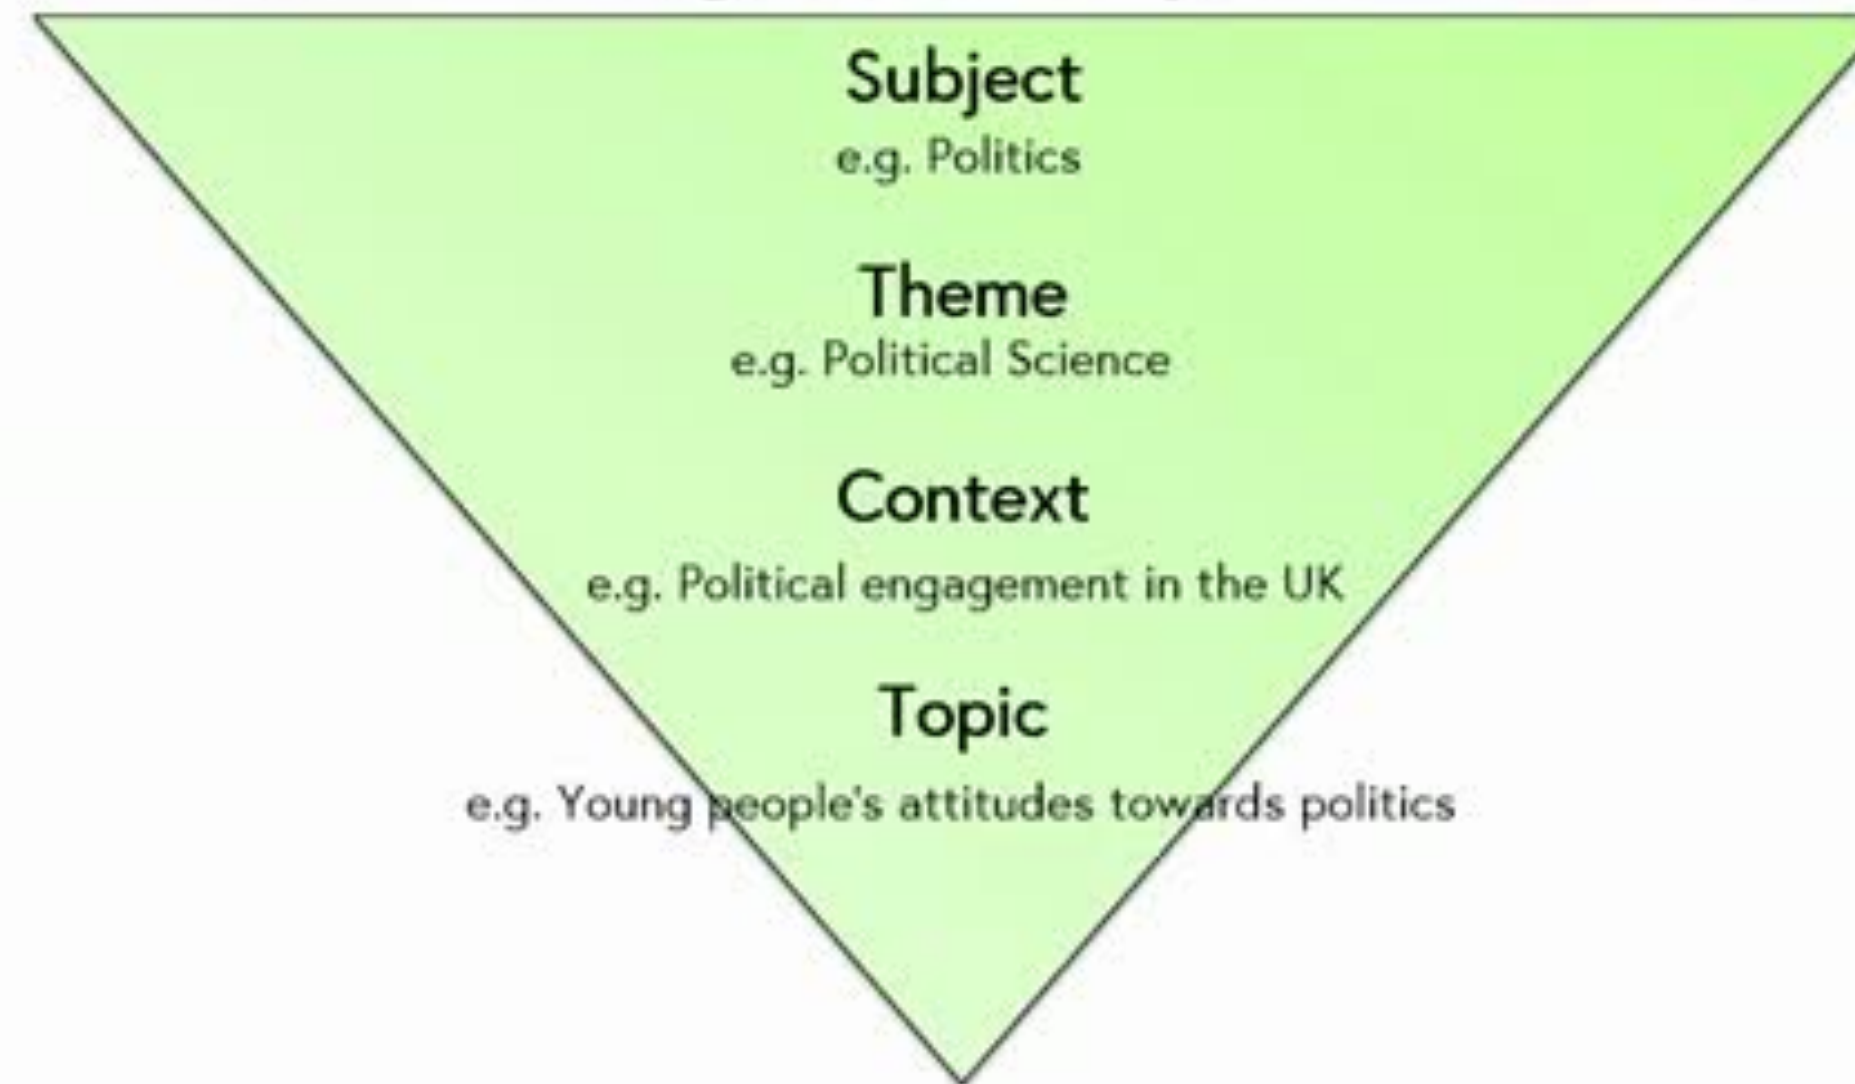 Subject
e.g. Politics
Theme
e.g. Political Science
Context
e.g. Political engagement in the UK
Topic
e.g. Young people's attitudes towards politics